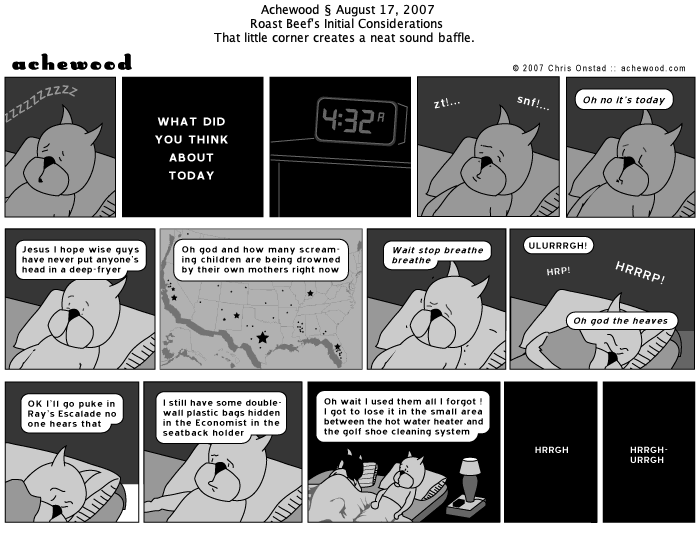 Achewood § August 17, 2007
Roast Beef's Initial Considerations
That little corner creates a neat sound baffle.
achewood
© 2007 Chris Onstad :: achewood.com
ZZZZZZZZZZZ
WHAT DID
YOU THINK
ABOUT
TODAY
4:32 A
zt!...
snf!...
Oh no it's today
Jesus I hope wise guys
have never put anyone's
head in a deep-fryer
Oh god and how many scream-
ing children are being drowned
by their own mothers right now
Wait stop breathe
breathe
ULURRRGH!
HRP!
HRRRP!
Oh god the heaves
OK I'll go puke in
Ray's Escalade no
one hears that
I still have some double-
wall plastic bags hidden
in the Economist in the
seatback holder
Oh wait I used them all I forgot !
I got to lose it in the small area
between the hot water heater and
the golf shoe cleaning system
HRRGH
HRRGH-
URRGH